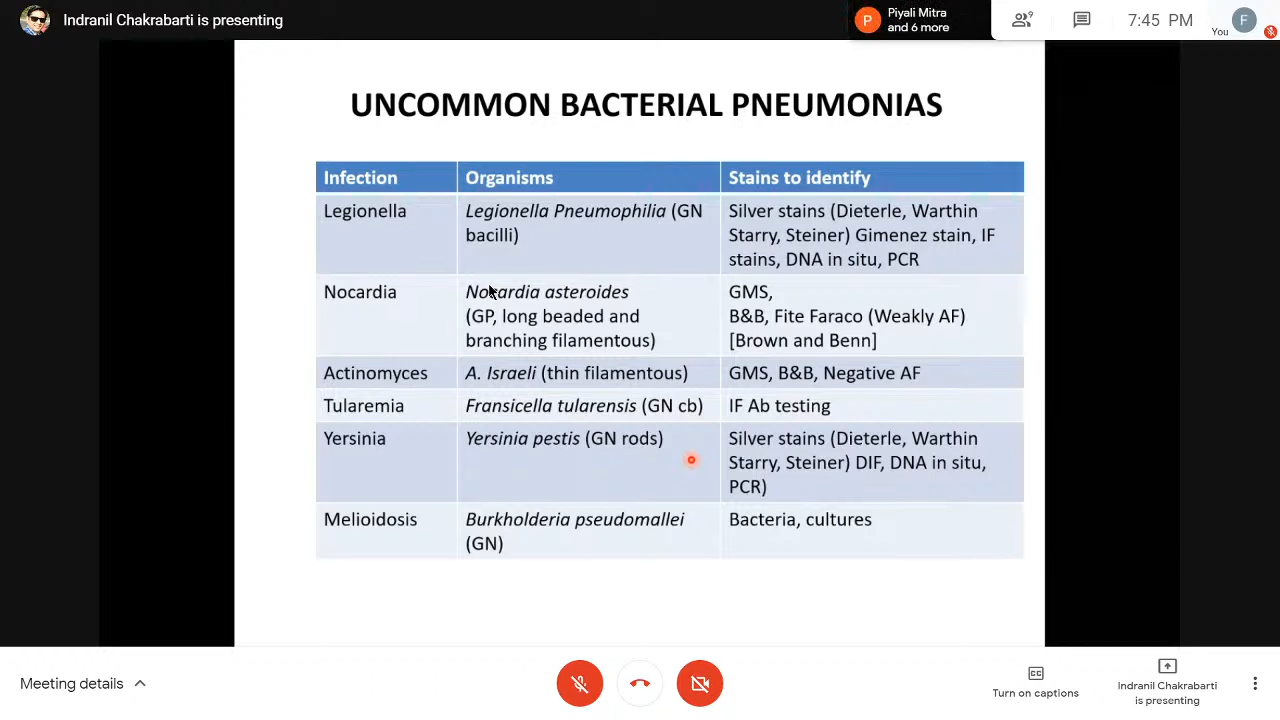 Indranil Chakrabarti is presenting
P
Piyali Mitra
and 6 more
9
7:45 PM
You
F
UNCOMMON BACTERIAL PNEUMONIAS
Infection
Organisms
Stains to identify
Legionella
Legionella Pneumophilia (GN
bacilli)
Silver stains (Dieterle, Warthin
Starry, Steiner) Gimenez stain, IF
stains, DNA in situ, PCR
Nocardia
Nocardia asteroides
(GP, long beaded and
branching filamentous)
GMS,
B&B, Fite Faraco (Weakly AF)
[Brown and Benn]
Actinomyces
A. Israeli (thin filamentous)
GMS, B&B, Negative AF
Tularemia
Fransicella tularensis (GN cb)
IF Ab testing
Yersinia
Yersinia pestis (GN rods)
Silver stains (Dieterle, Warthin
Starry, Steiner) DIF, DNA in situ,
PCR)
Melioidosis
Burkholderia pseudomallei
(GN)
Bacteria, cultures
Meeting details
CC
Turn on captions
Indranil Chakrabarti
is presenting